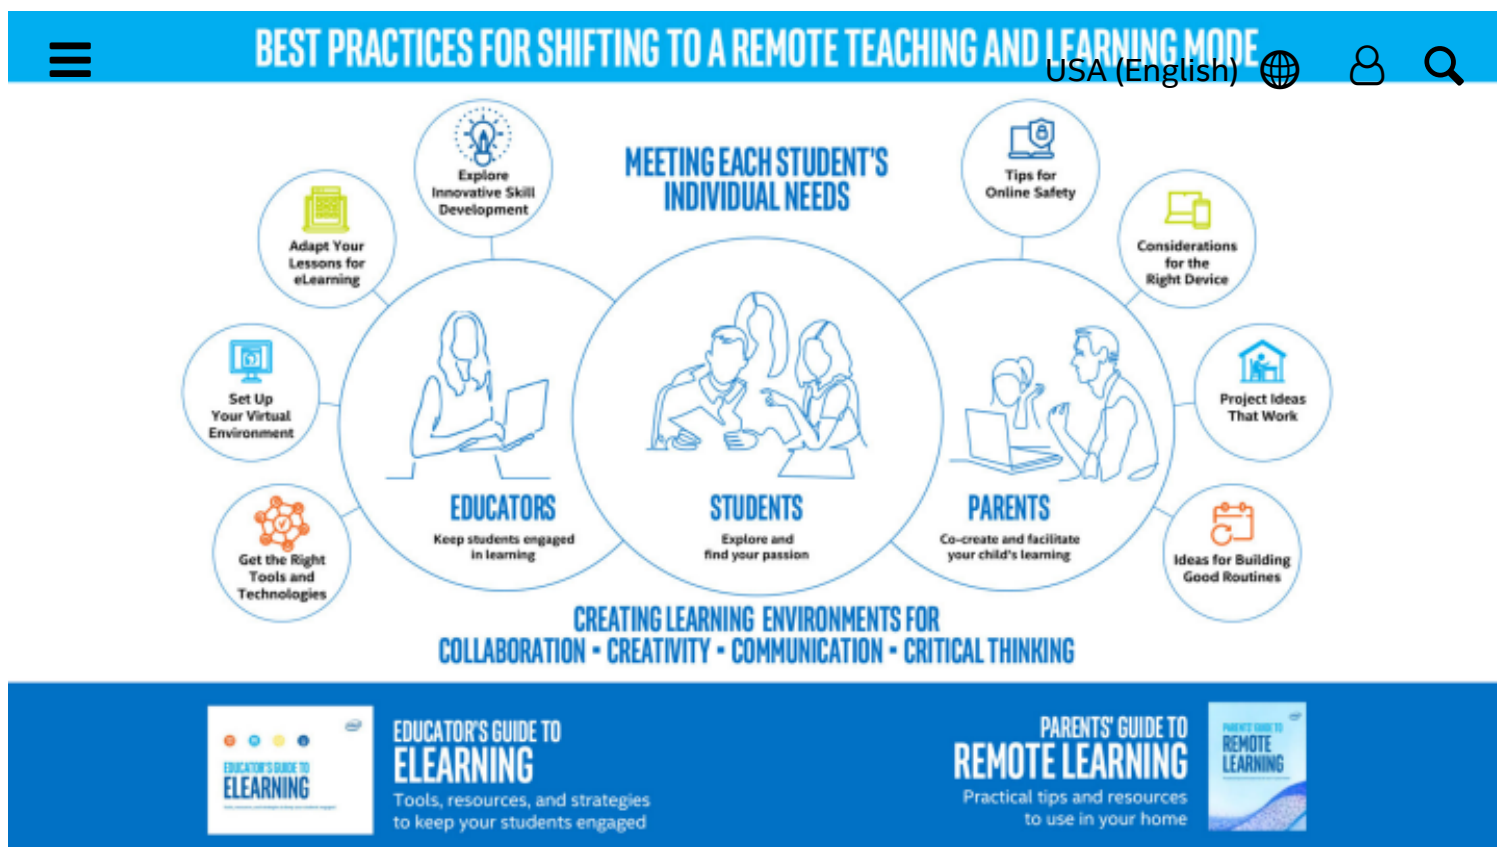 BEST PRACTICES FOR SHIFTING TO A REMOTE TEACHING AND LEARNING MODE
USA (English)
Explore
Innovative Skill
Development
MEETING EACH STUDENT'S
INDIVIDUAL NEEDS
Tips for
Online Safety
Adapt Your
Lessons for
eLearning
Considerations
for the
Right Device
Set Up
Your Virtual
Environment
Project Ideas
That Work
Get the Right
Tools and
Technologies
EDUCATORS
Keep students engaged
in learning
STUDENTS
Explore and
find your passion
PARENTS
Co-create and facilitate
your child's learning
Ideas for Building
Good Routines
CREATING LEARNING ENVIRONMENTS FOR
COLLABORATION ▪ CREATIVITY ▪ COMMUNICATION ▪ CRITICAL THINKING
EDUCATOR'S GUIDE TO
ELEARNING
EDUCATOR'S GUIDE TO
ELEARNING
Tools, resources, and strategies
to keep your students engaged
PARENTS' GUIDE TO
REMOTE LEARNING
Practical tips and resources
to use in your home
PARENTS' GUIDE TO
REMOTE
LEARNING